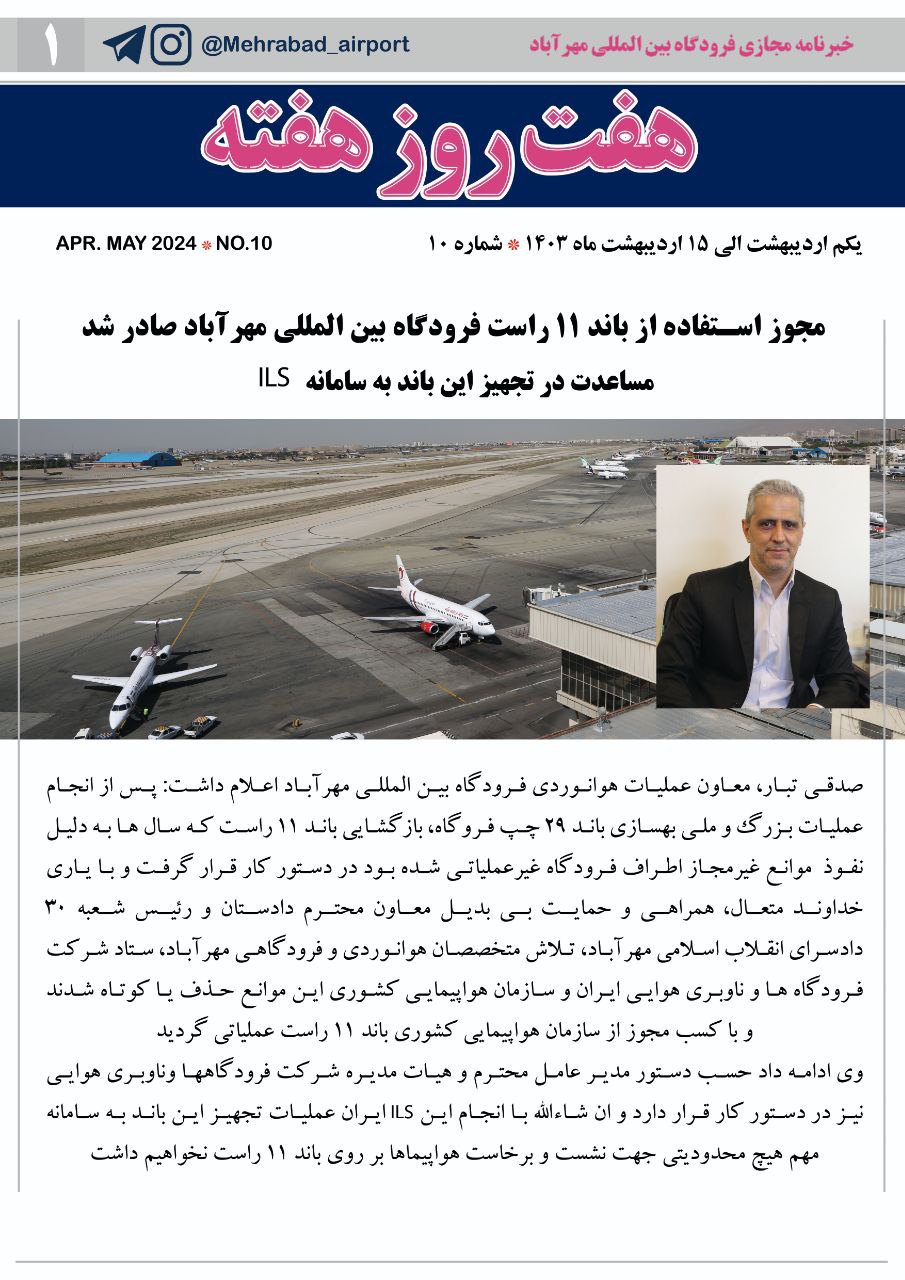 خبرنامه مجازی فرودگاه بین المللی مهرآباد
@Mehrabad_airport
۱
هفت روز هفته
یکم اردیبهشت الی ۱۵ اردیبهشت ماه ۱۴۰۳ * شماره ۱۰
APR. MAY 2024 * NO.10
مجوز استفاده از باند ۱۱ راست فرودگاه بین المللی مهرآباد صادر شد
مساعدت در تجهیز این باند به سامانه ILS
صدقی تبار، معاون عملیات هوانوردی فرودگاه بین المللی مهرآباد اعلام داشت: پس از انجام
عملیات بزرگ و ملی بهسازی باند ۲۹ چپ فروگاه، بازگشایی باند ۱۱ راست که سال ها به دلیل
نفوذ موانع غیرمجاز اطراف فرودگاه غیرعملیاتی شده بود در دستور کار قرار گرفت و با یاری
خداوند متعال، همراهی و حمایت بی بدیل معاون محترم دادستان و رئیس شعبه ۳۰
دادسرای انقلاب اسلامی مهرآباد، تلاش متخصصان هوانوردی و فرودگاهی مهرآباد، ستاد شرکت
فرودگاه ها و ناوبری هوایی ایران و سازمان هواپیمایی کشوری این موانع حذف یا کوتاه شدند
و با کسب مجوز از سازمان هواپیمایی کشوری باند ۱۱ راست عملیاتی گردید
وی ادامه داد حسب دستور مدیر عامل محترم و هیات مدیره شرکت فرودگاهها وناوبری هوایی
نیز در دستور کار قرار دارد و ان شاءالله با انجام این ILS ایران عملیات تجهیز این باند به سامانه
مهم هیچ محدودیتی جهت نشست و برخاست هواپیماها بر روی باند ۱۱ راست نخواهیم داشت